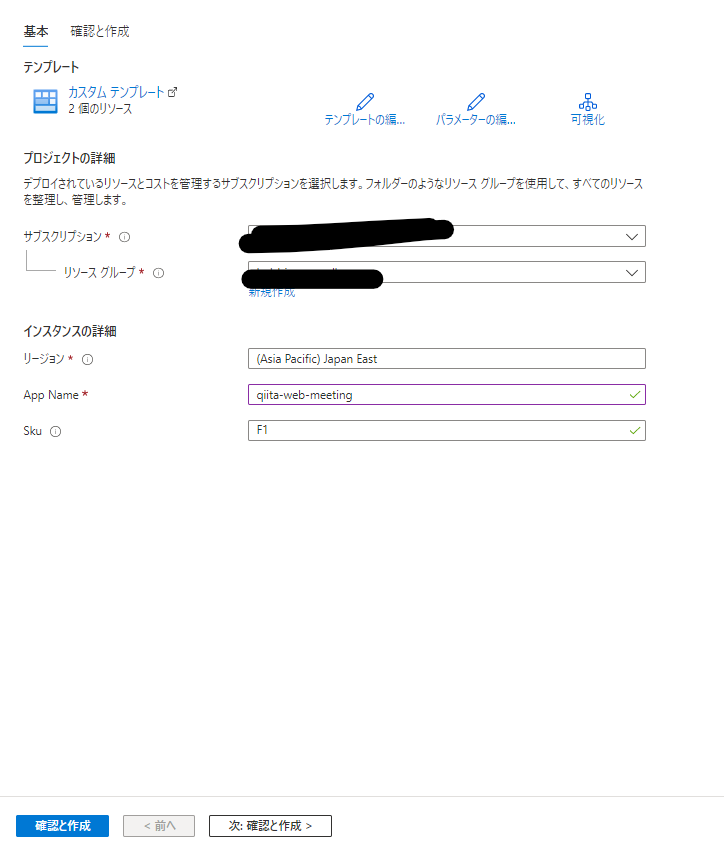 基本 確認と作成
テンプレート
カスタム テンプレート
2 個のリソース
テンプレートの編... パラメーターの編... 可視化
プロジェクトの詳細
デプロイされているリソースとコストを管理するサブスクリプションを選択します。フォルダーのようなリソース グループを使用して、すべてのリソース
を整理し、管理します。
サブスクリプション *
リソース グループ *
新規作成
インスタンスの詳細
リージョン * (Asia Pacific) Japan East
App Name * qiita-web-meeting
Sku F1
確認と作成 < 前へ 次: 確認と作成 >